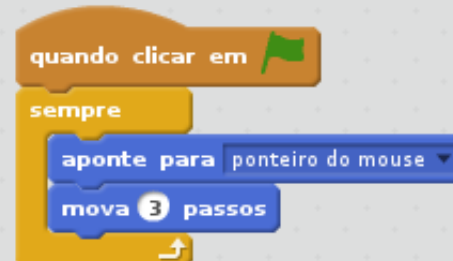 quando clicar em
sempre
aponte para ponteiro do mouse
mova 3 passos